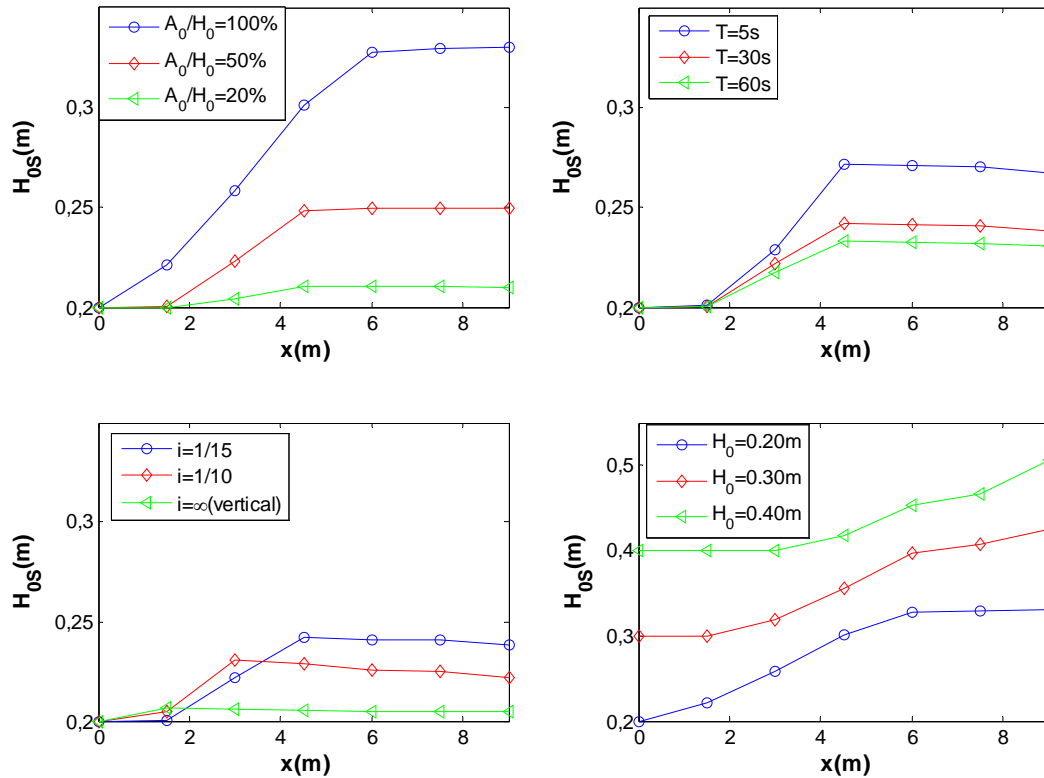 A0/H0=100%
A0/H0=50%
A0/H0=20%
0,3
0,25
0,2
0 2 4 6 8
H0S(m)
x(m)
T=5s
T=30s
T=60s
0,3
0,25
0,2
0 2 4 6 8
H0S(m)
x(m)
i=1/15
i=1/10
i=∞(vertical)
0,3
0,25
0,2
0 2 4 6 8
H0S(m)
x(m)
H0=0.20m
H0=0.30m
H0=0.40m
0,5
0,4
0,3
0,2
0 2 4 6 8
H0S(m)
x(m)